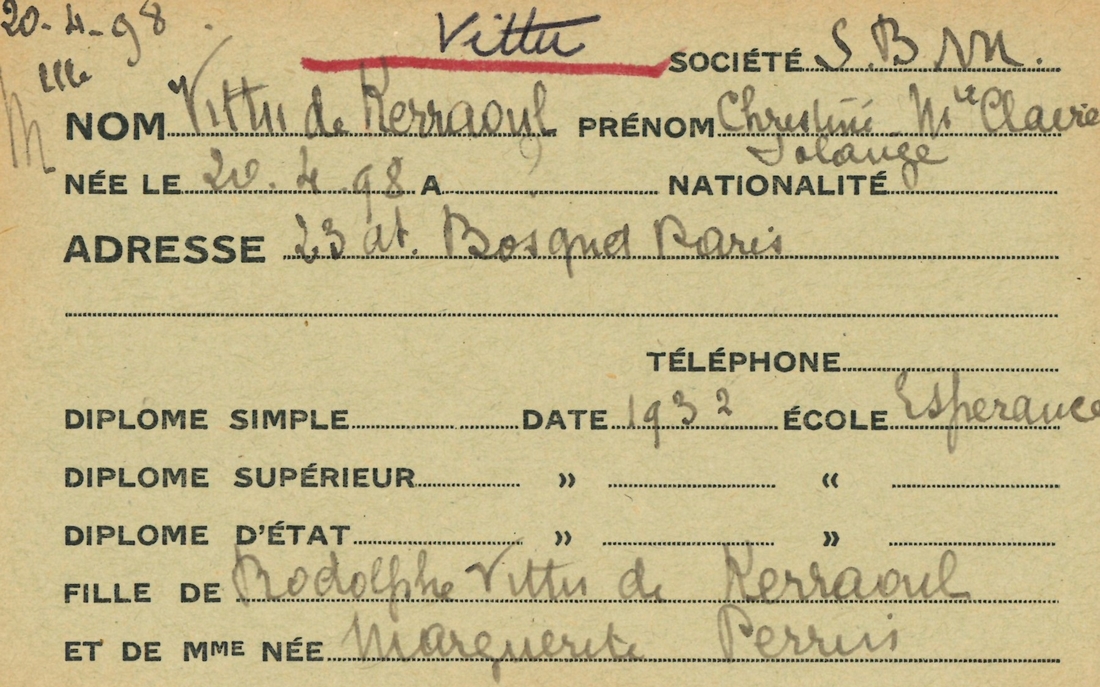 20-4-98
Vittu
SOCIÉTÉ S.B.M.
Mlle
NOM Vittu de Kerraoul PRÉNOM Christine Mie Claire
Solange
NÉE LE 20.4.98 A NATIONALITÉ
ADRESSE 23 av. Bosquet Paris
TÉLÉPHONE
DIPLOME SIMPLE DATE 1932 ÉCOLE Esperance
DIPLOME SUPÉRIEUR » «
DIPLOME D'ÉTAT » »
FILLE DE Rodolphe Vittu de Kerraoul
ET DE MME NÉE Marguerite